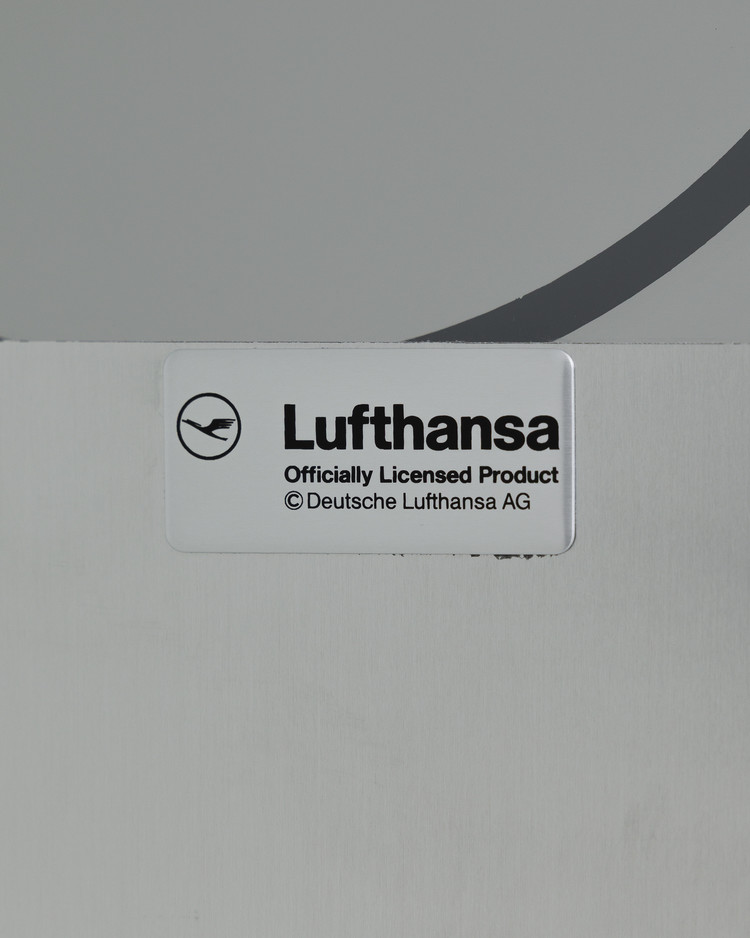 Lufthansa
Officially Licensed Product
© Deutsche Lufthansa AG